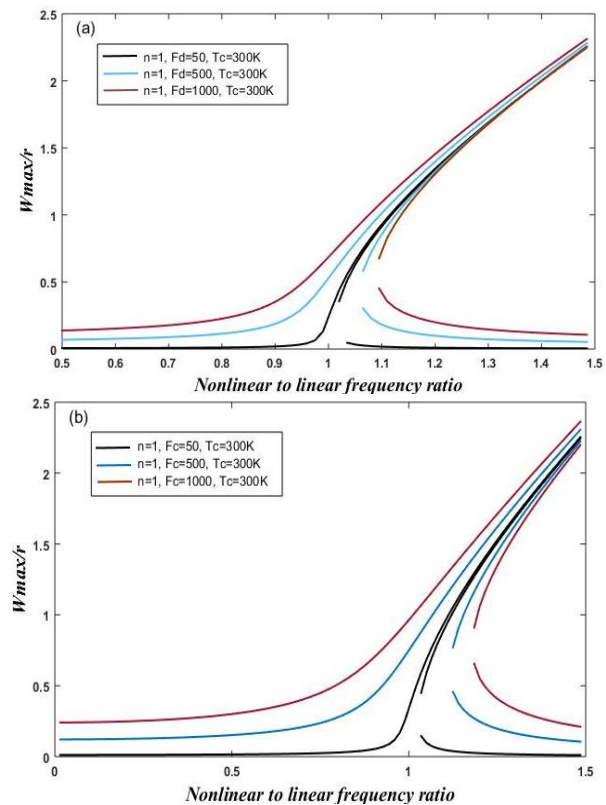 (a)
n=1, Fd=50, Tc=300K
n=1, Fd=500, Tc=300K
n=1, Fd=1000, Tc=300K
Wmax/r
2.5
2
1.5
1
0.5
0
0.5 0.6 0.7 0.8 0.9 1 1.1 1.2 1.3 1.4 1.5
Nonlinear to linear frequency ratio
(b)
n=1, Fc=50, Tc=300K
n=1, Fc=500, Tc=300K
n=1, Fc=1000, Tc=300K
Wmax/r
2.5
2
1.5
1
0.5
0
0 0.5 1 1.5
Nonlinear to linear frequency ratio